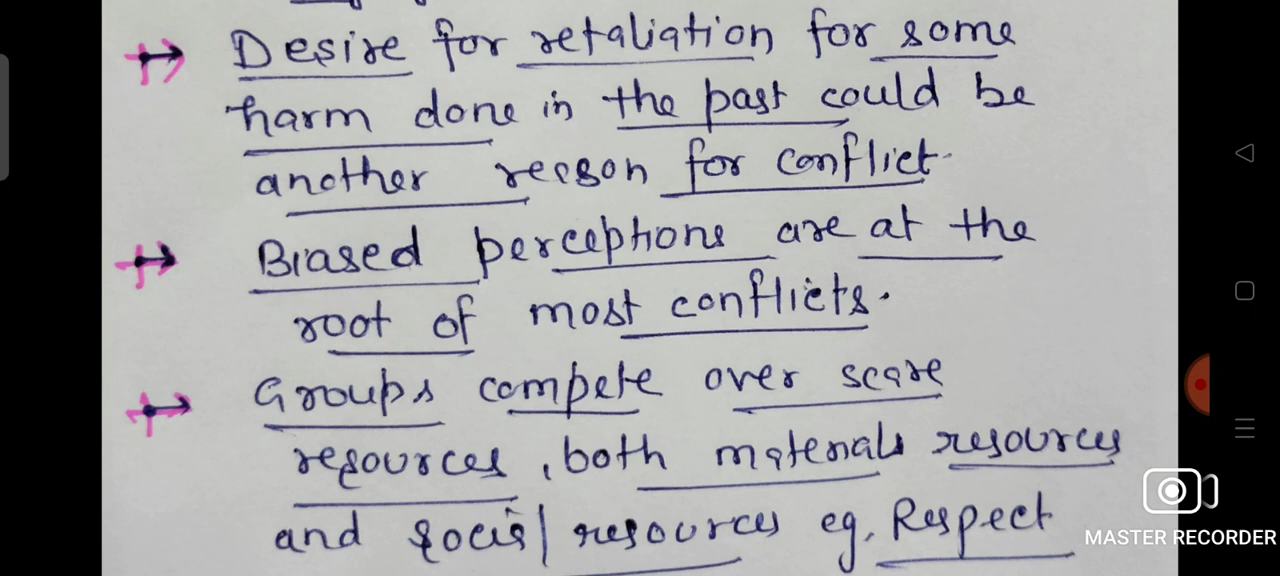 Desire for retaliation for some
harm done in the past could be
another reason for conflict.
Biased perceptions are at the
root of most conflicts.
Groups compete over scare
resources, both materials resources
and social resources eg. Respect
MASTER RECORDER